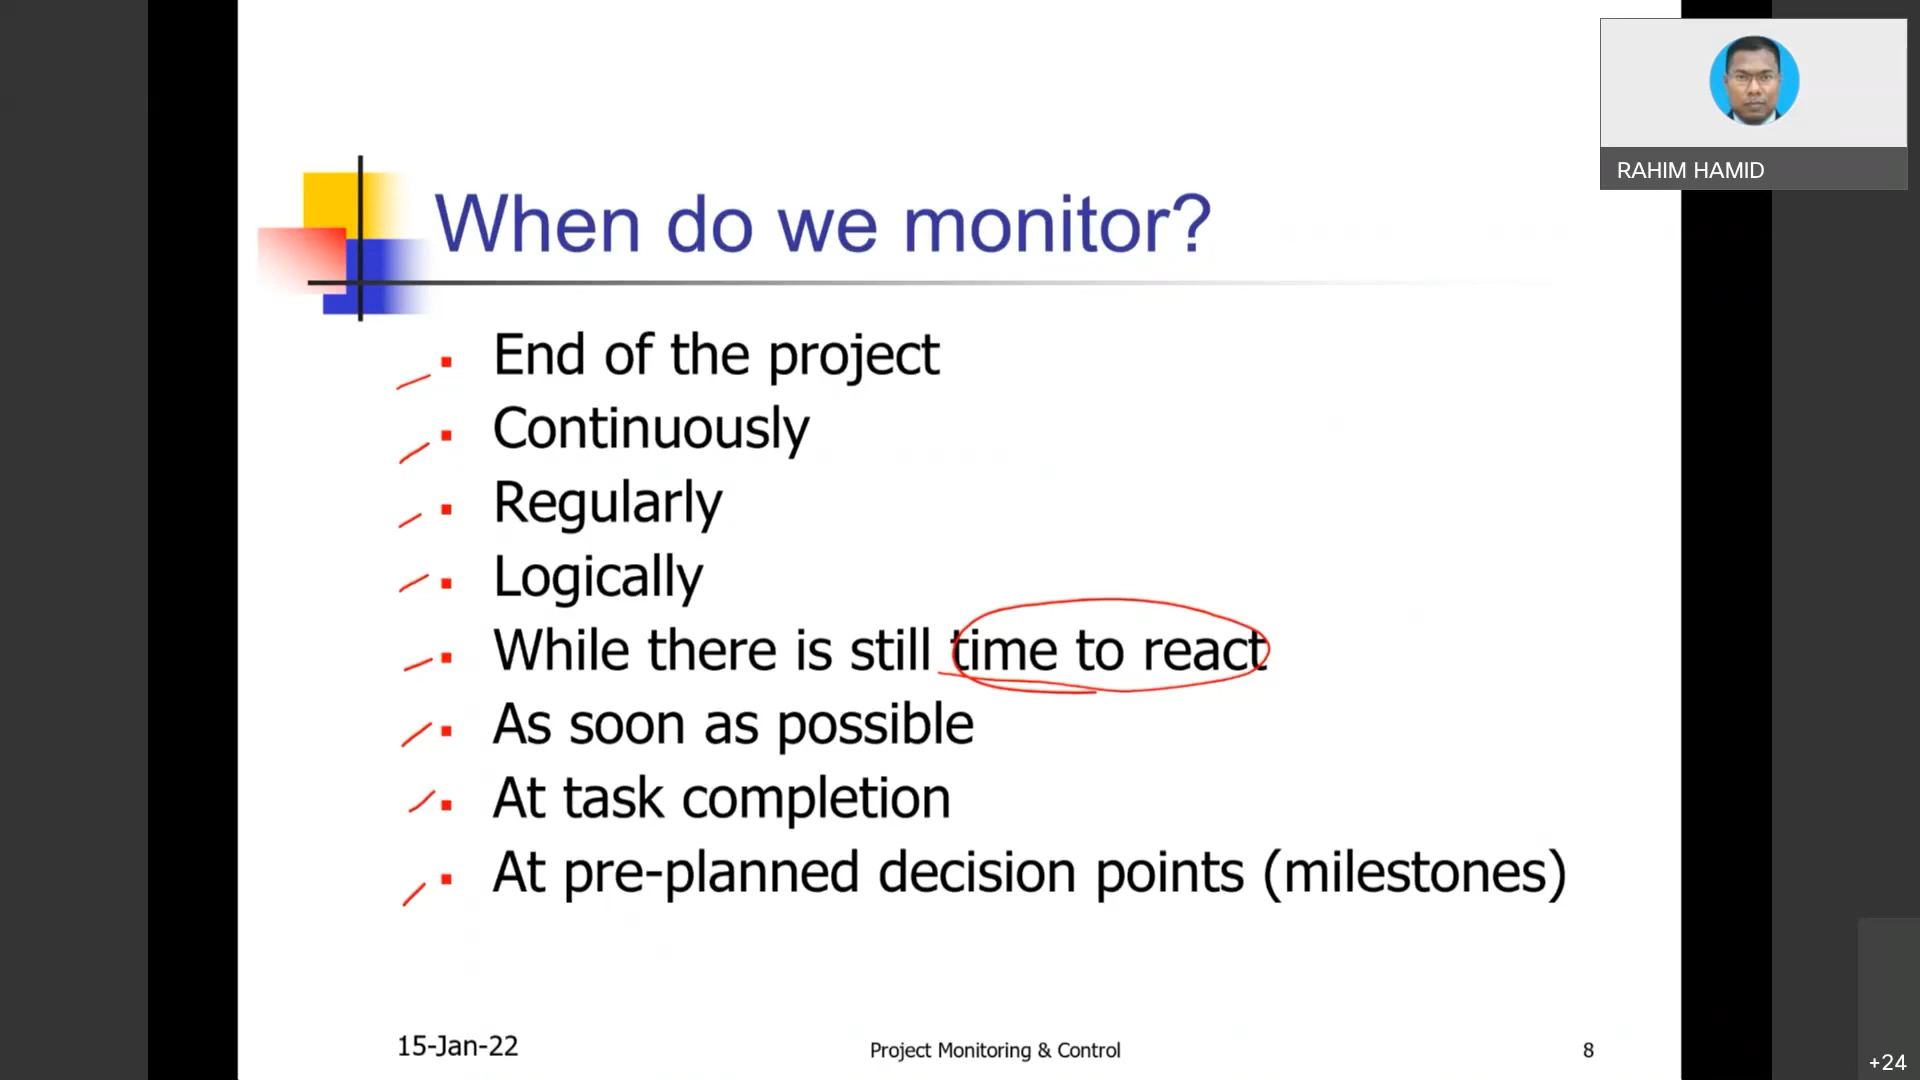 RAHIM HAMID
When do we monitor?
End of the project
Continuously
Regularly
Logically
While there is still time to react
As soon as possible
At task completion
At pre-planned decision points (milestones)
15-Jan-22
Project Monitoring & Control
8
+24